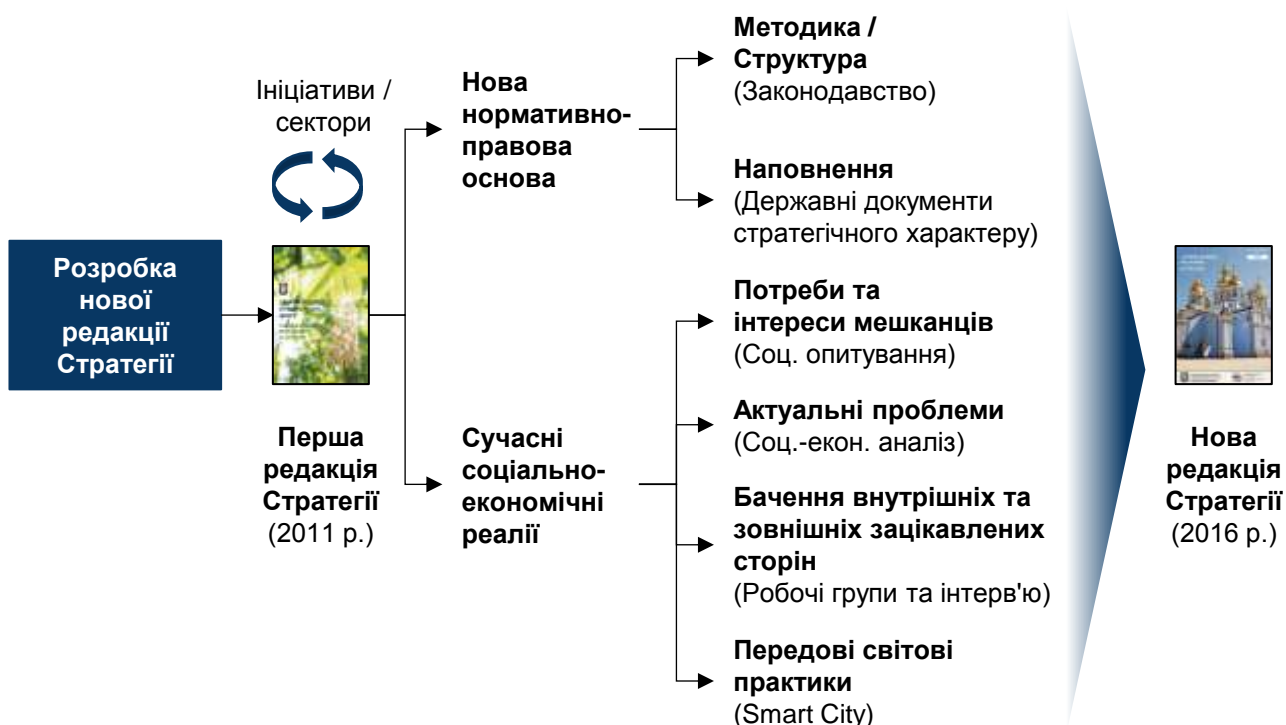 Ініціативи /
сектори
Розробка
нової
редакції
Стратегії
Перша
редакція
Стратегії
(2011 р.)
Нова
нормативно-
правова
основа
Сучасні
соціально-
економічні
реалії
Методика /
Структура
(Законодавство)
Наповнення
(Державні документи
стратегічного характеру)
Потреби та
інтереси мешканців
(Соц. опитування)
Актуальні проблеми
(Соц.-екон. аналіз)
Бачення внутрішніх та
зовнішніх зацікавлених
сторін
(Робочі групи та інтерв'ю)
Передові світові
практики
(Smart City)
Нова
редакція
Стратегії
(2016 р.)